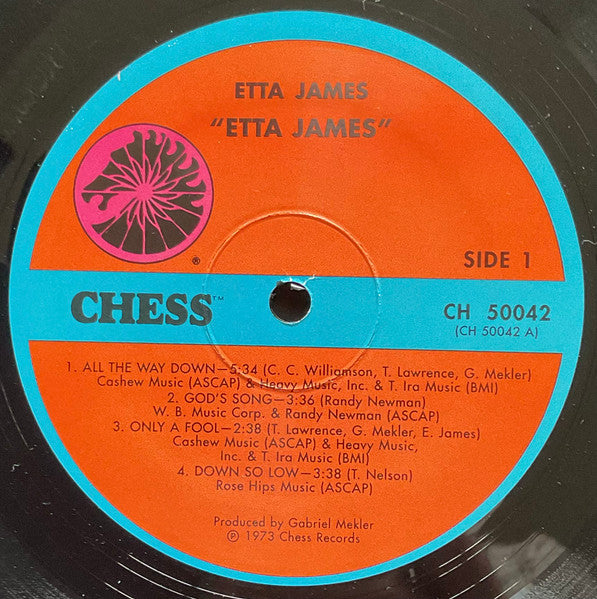 ETTA JAMES
"ETTA JAMES"
®
SIDE 1
CHESS™
CH 50042
(CH 50042 A)
1. ALL THE WAY DOWN—5:34 (C. C. Williamson, T. Lawrence, G. Mekler)
Cashew Music (ASCAP) & Heavy Music, Inc. & T. Ira Music (BMI)
2. GOD'S SONG—3:36 (Randy Newman)
W. B. Music Corp. & Randy Newman (ASCAP)
3. ONLY A FOOL—2:38 (T. Lawrence, G. Mekler, E. James)
Cashew Music (ASCAP) & Heavy Music,
Inc. & T. Ira Music (BMI)
4. DOWN SO LOW—3:38 (T. Nelson)
Rose Hips Music (ASCAP)
Produced by Gabriel Mekler
℗ 1973 Chess Records